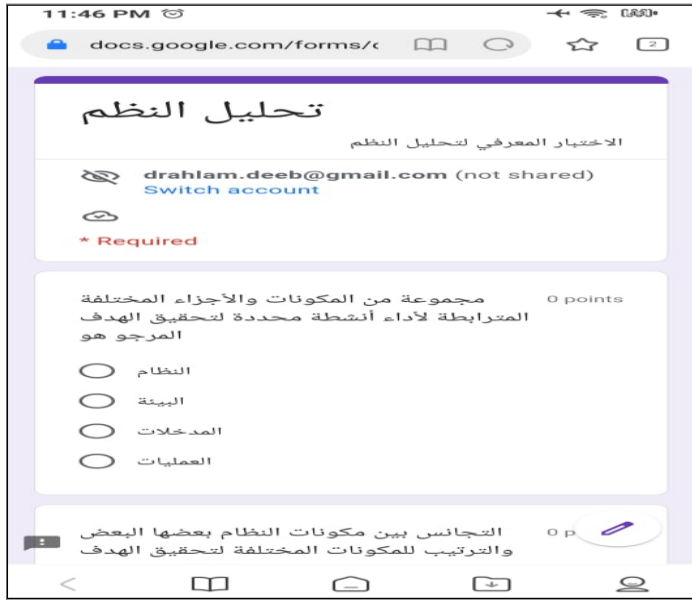 11:46 PM
docs.google.com/forms/c
2
تحليل النظم
الاختبار المعرفي لتحليل النظم
drahlam.deeb@gmail.com (not shared)
Switch account
* Required
مجموعة من المكونات والأجزاء المختلفة 0 points
المترابطة لأداء أنشطة محددة لتحقيق الهدف
المرجو هو
النظام
البيئة
المدخلات
العمليات
التجانس بين مكونات النظام بعضها البعض 0 p
والترتيب للمكونات المختلفة لتحقيق الهدف